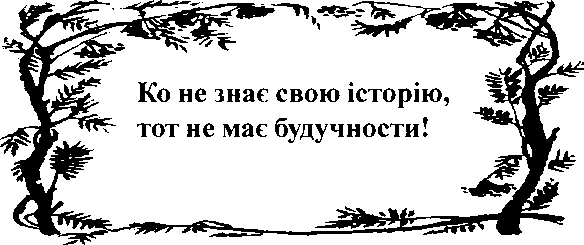 Ко не знає свою історію,
тот не має будучности!